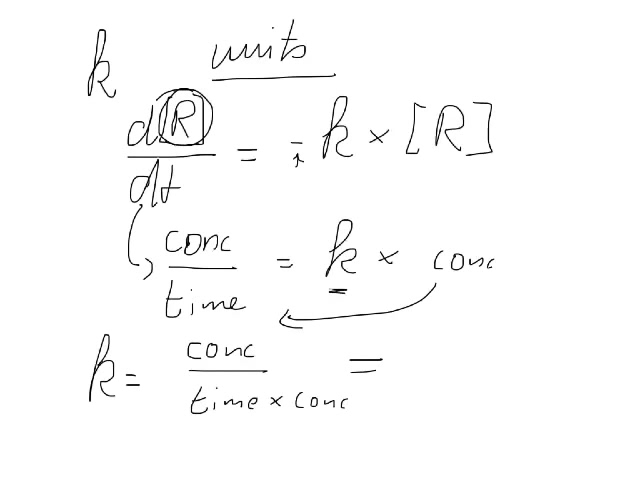 k units
d[R]/dt = - k × [R]
conc/time = k × conc
k = conc/time × conc =